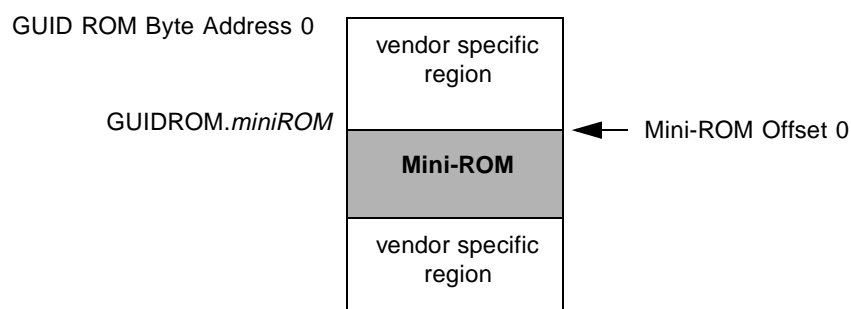 GUID ROM Byte Address 0
vendor specific
region
GUIDROM.miniROM
Mini-ROM Offset 0
Mini-ROM
vendor specific
region